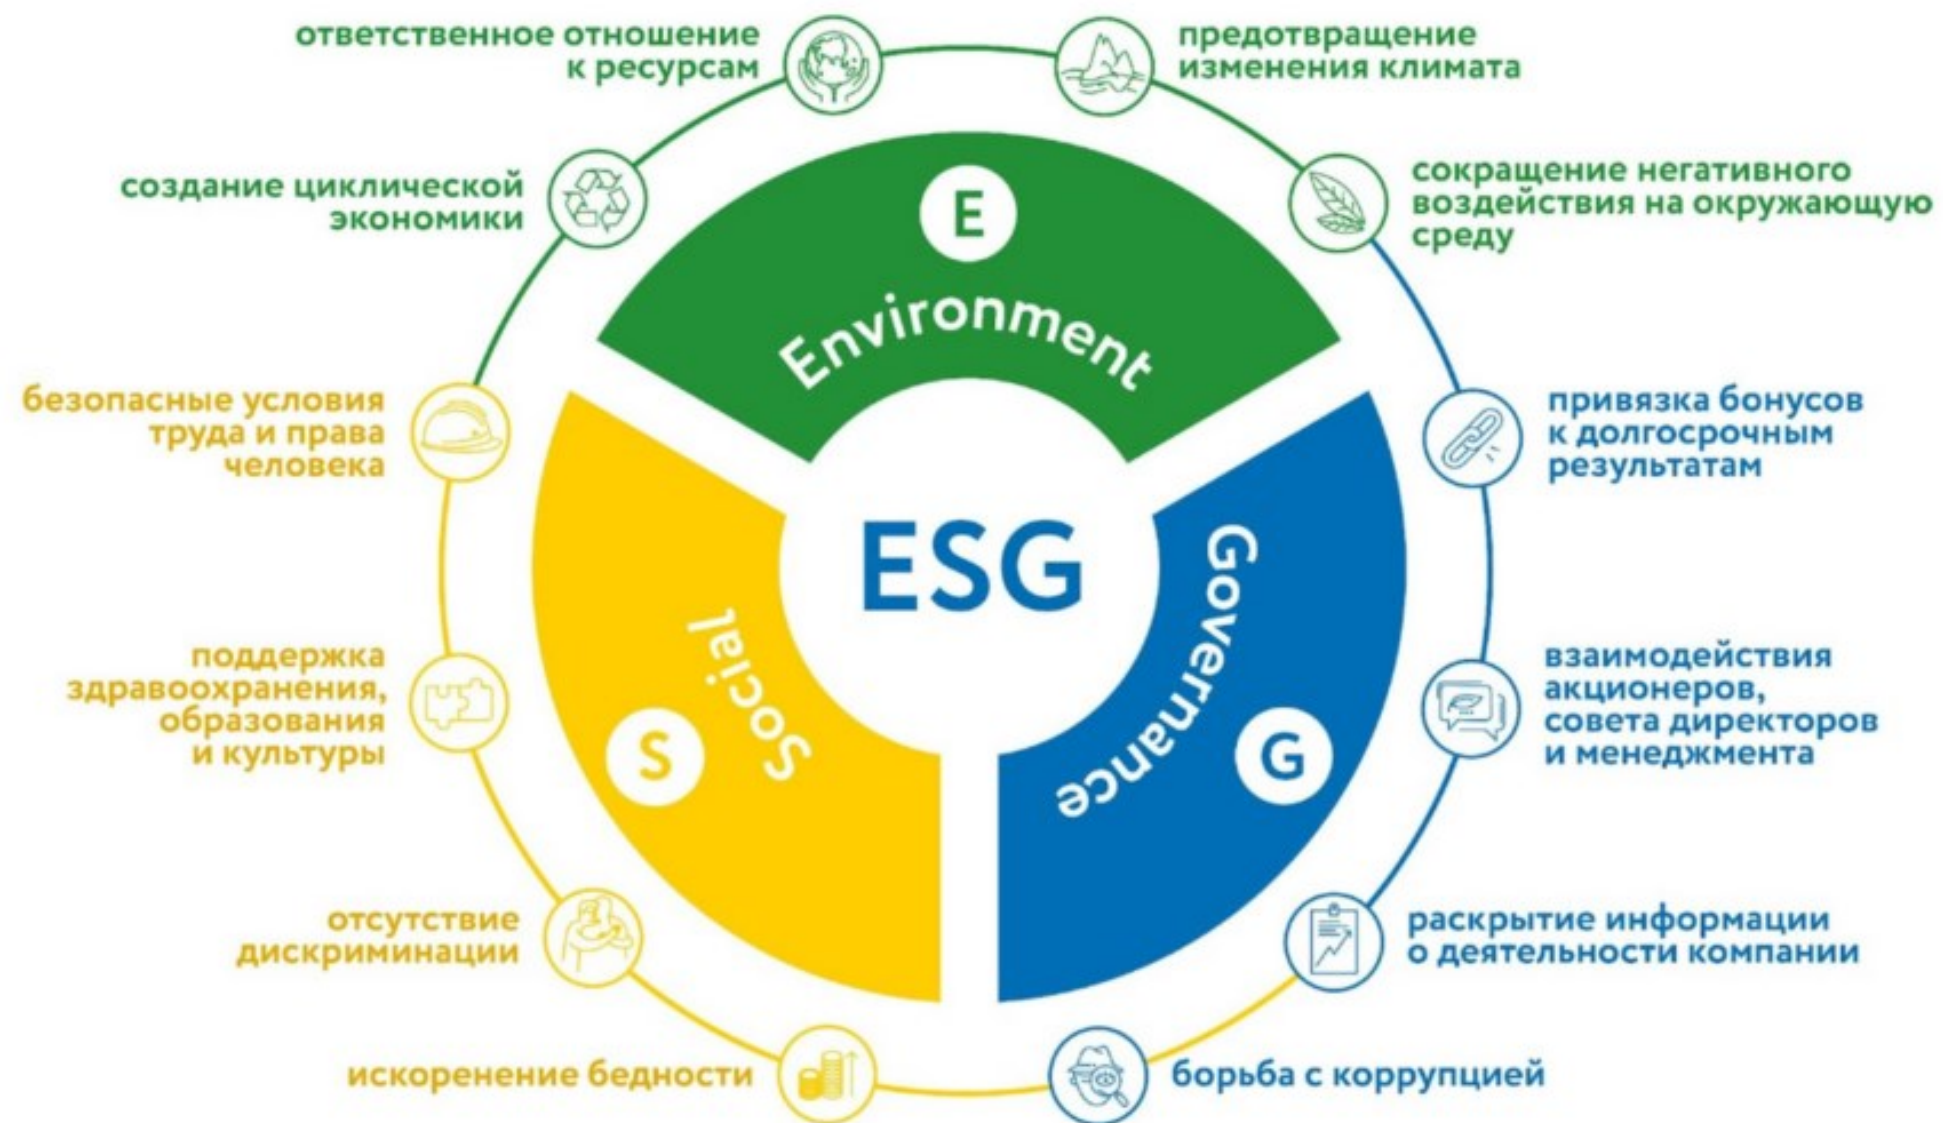 ответственное отношение
к ресурсам
предотвращение
изменения климата
создание циклической
экономики
сокращение негативного
воздействия на окружающую
среду
E
Environment
безопасные условия
труда и права
человека
привязка бонусов
к долгосрочным
результатам
ESG
Social
S
Governance
G
поддержка
здравоохранения,
образования
и культуры
взаимодействия
акционеров,
совета директоров
и менеджмента
отсутствие
дискриминации
раскрытие информации
о деятельности компании
искоренение бедности
борьба с коррупцией